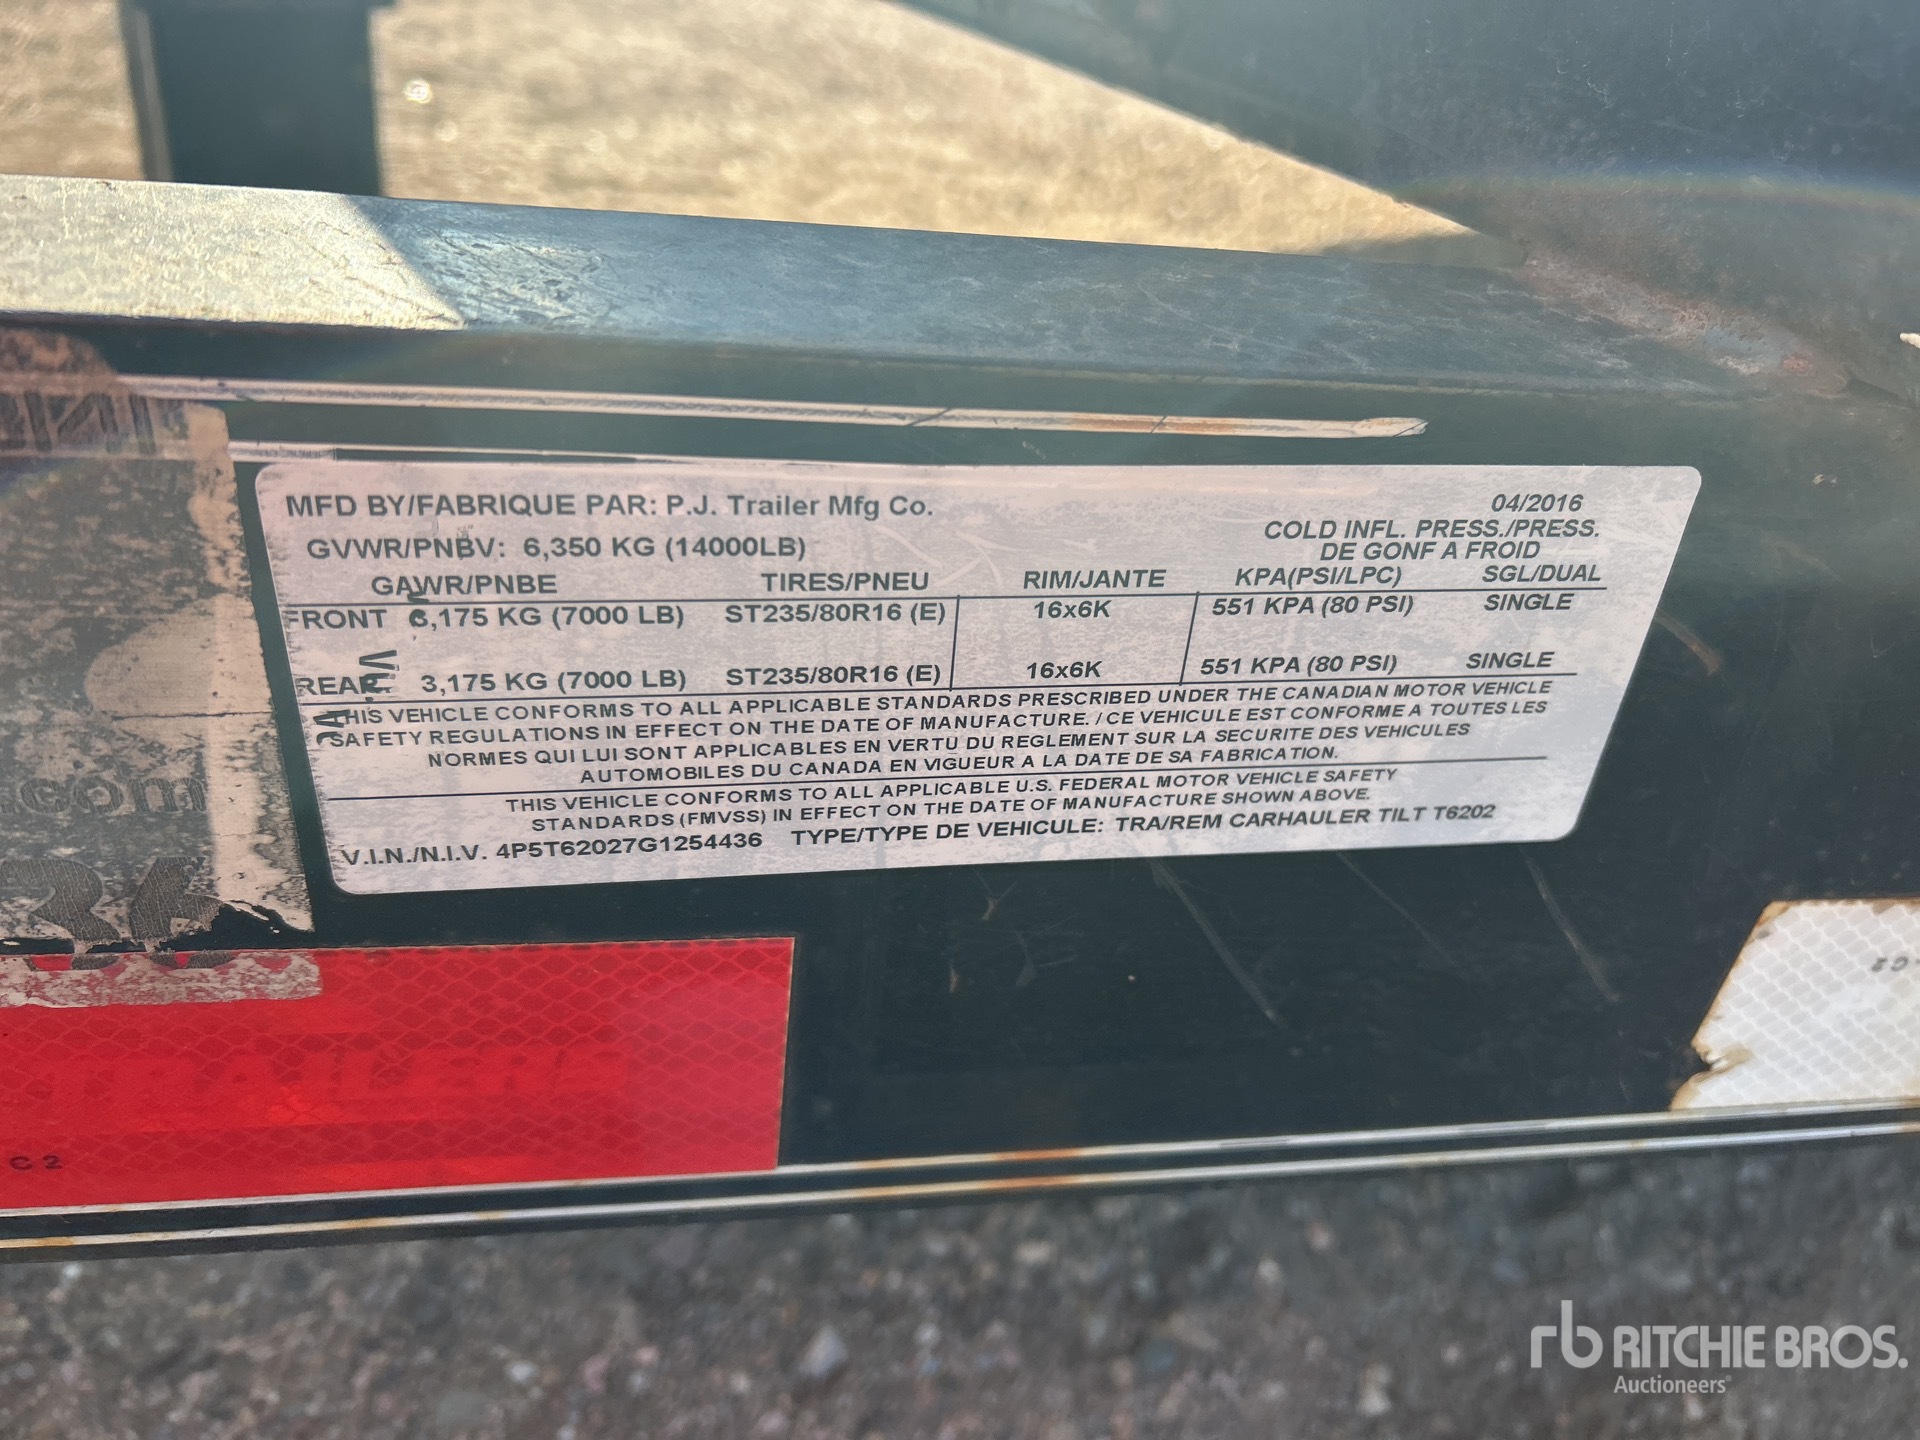 MFD BY/FABRIQUE PAR: P.J. Trailer Mfg Co.
04/2016
GVWR/PNBV: 6,350 KG (14000LB)
COLD INFL. PRESS./PRESS.
DE GONF A FROID
GAWR/PNBE TIRES/PNEU RIM/JANTE KPA(PSI/LPC) SGL/DUAL
FRONT 3,175 KG (7000 LB) ST235/80R16 (E) 16x6K 551 KPA (80 PSI) SINGLE
REAR 3,175 KG (7000 LB) ST235/80R16 (E) 16x6K 551 KPA (80 PSI) SINGLE
THIS VEHICLE CONFORMS TO ALL APPLICABLE STANDARDS PRESCRIBED UNDER THE CANADIAN MOTOR VEHICLE
SAFETY REGULATIONS IN EFFECT ON THE DATE OF MANUFACTURE. / CE VEHICULE EST CONFORME A TOUTES LES
NORMES QUI LUI SONT APPLICABLES EN VERTU DU REGLEMENT SUR LA SECURITE DES VEHICULES
AUTOMOBILES DU CANADA EN VIGUEUR A LA DATE DE SA FABRICATION.
THIS VEHICLE CONFORMS TO ALL APPLICABLE U.S. FEDERAL MOTOR VEHICLE SAFETY
STANDARDS (FMVSS) IN EFFECT ON THE DATE OF MANUFACTURE SHOWN ABOVE.
V.I.N./N.I.V. 4P5T62027G1254436 TYPE/TYPE DE VEHICULE: TRA/REM CARHAULER TILT T6202
.com
36
TRAILERS
C2
-C2
rb RITCHIE BROS.
Auctioneers